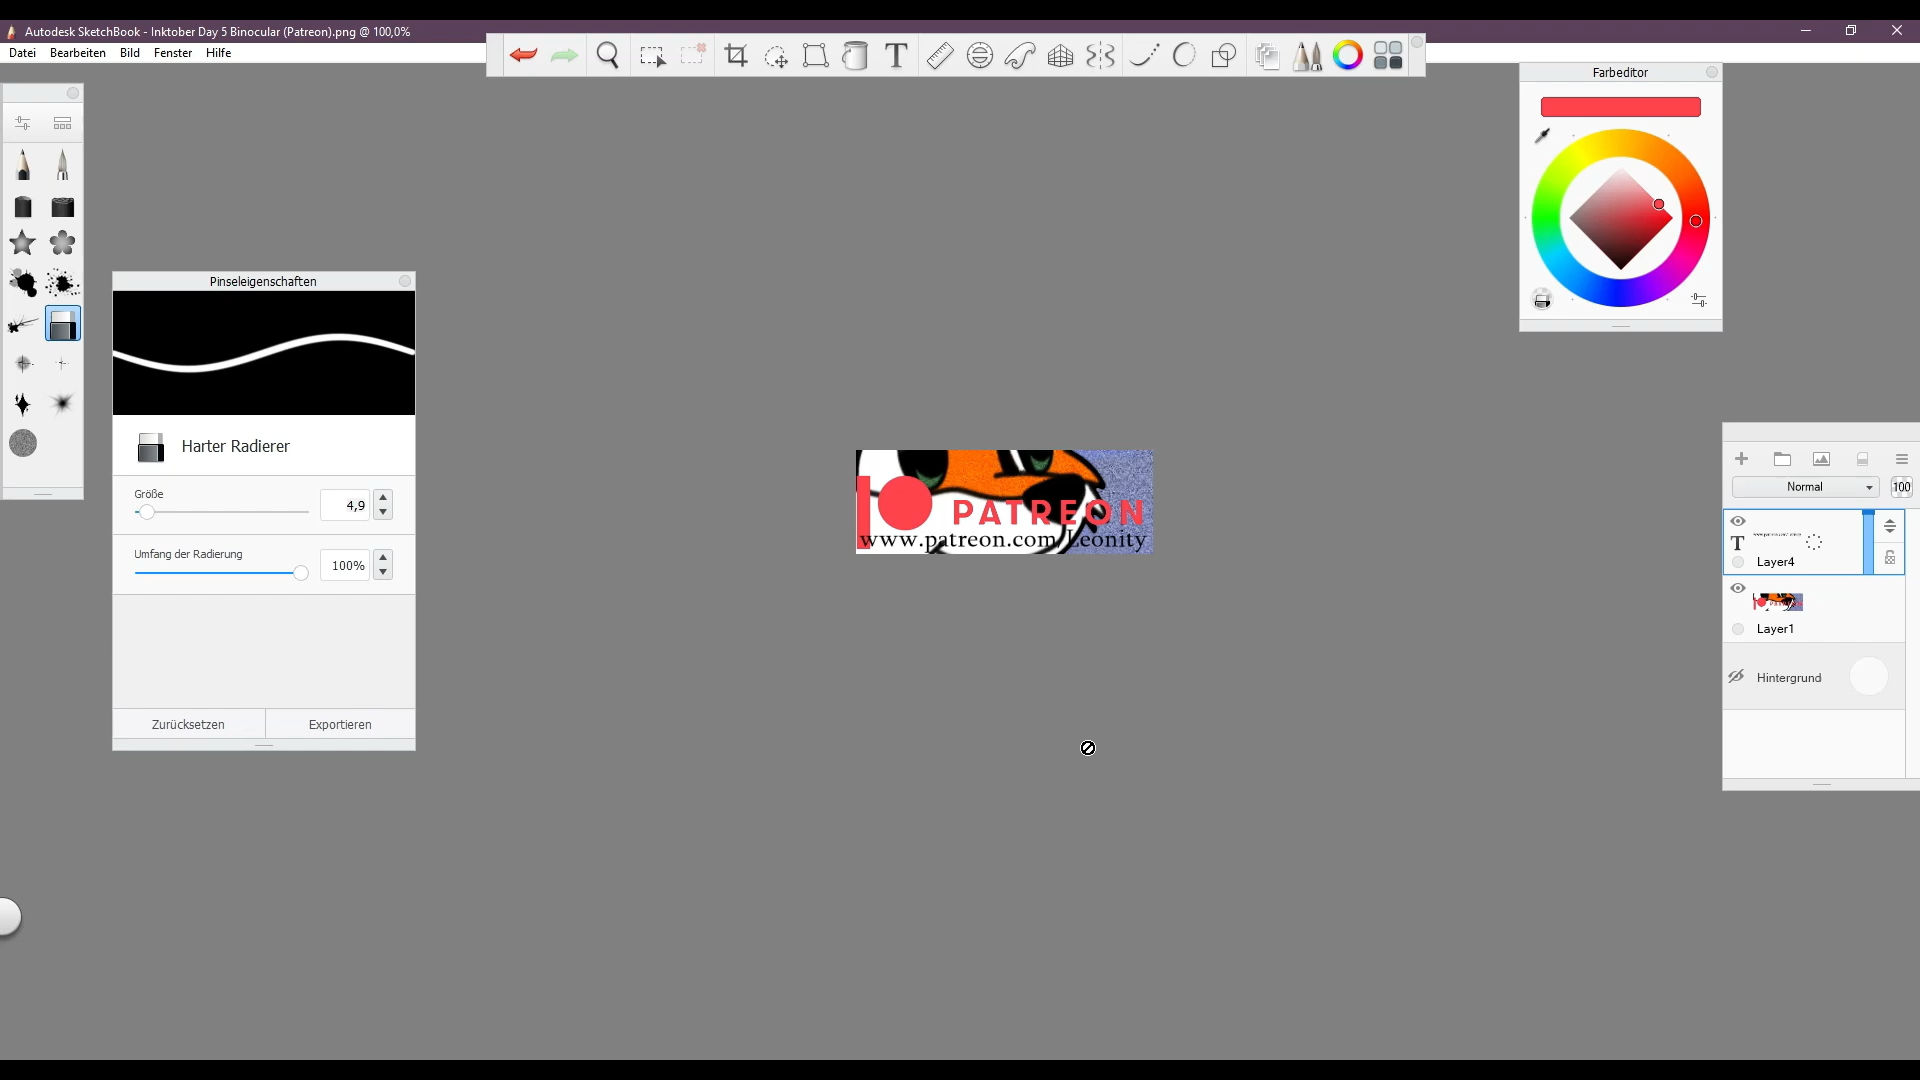 Autodesk SketchBook - Inktober Day 5 Binocular (Patreon).png @ 100,0%
Datei Bearbeiten Bild Fenster Hilfe
T
Farbeditor
Pinseleigenschaften
Harter Radierer
Größe
4,9
Umfang der Radierung
100%
Zurücksetzen Exportieren
PATREON
www.patreon.com/Leonity
Normal 100
T
Layer4
Layer1
Hintergrund